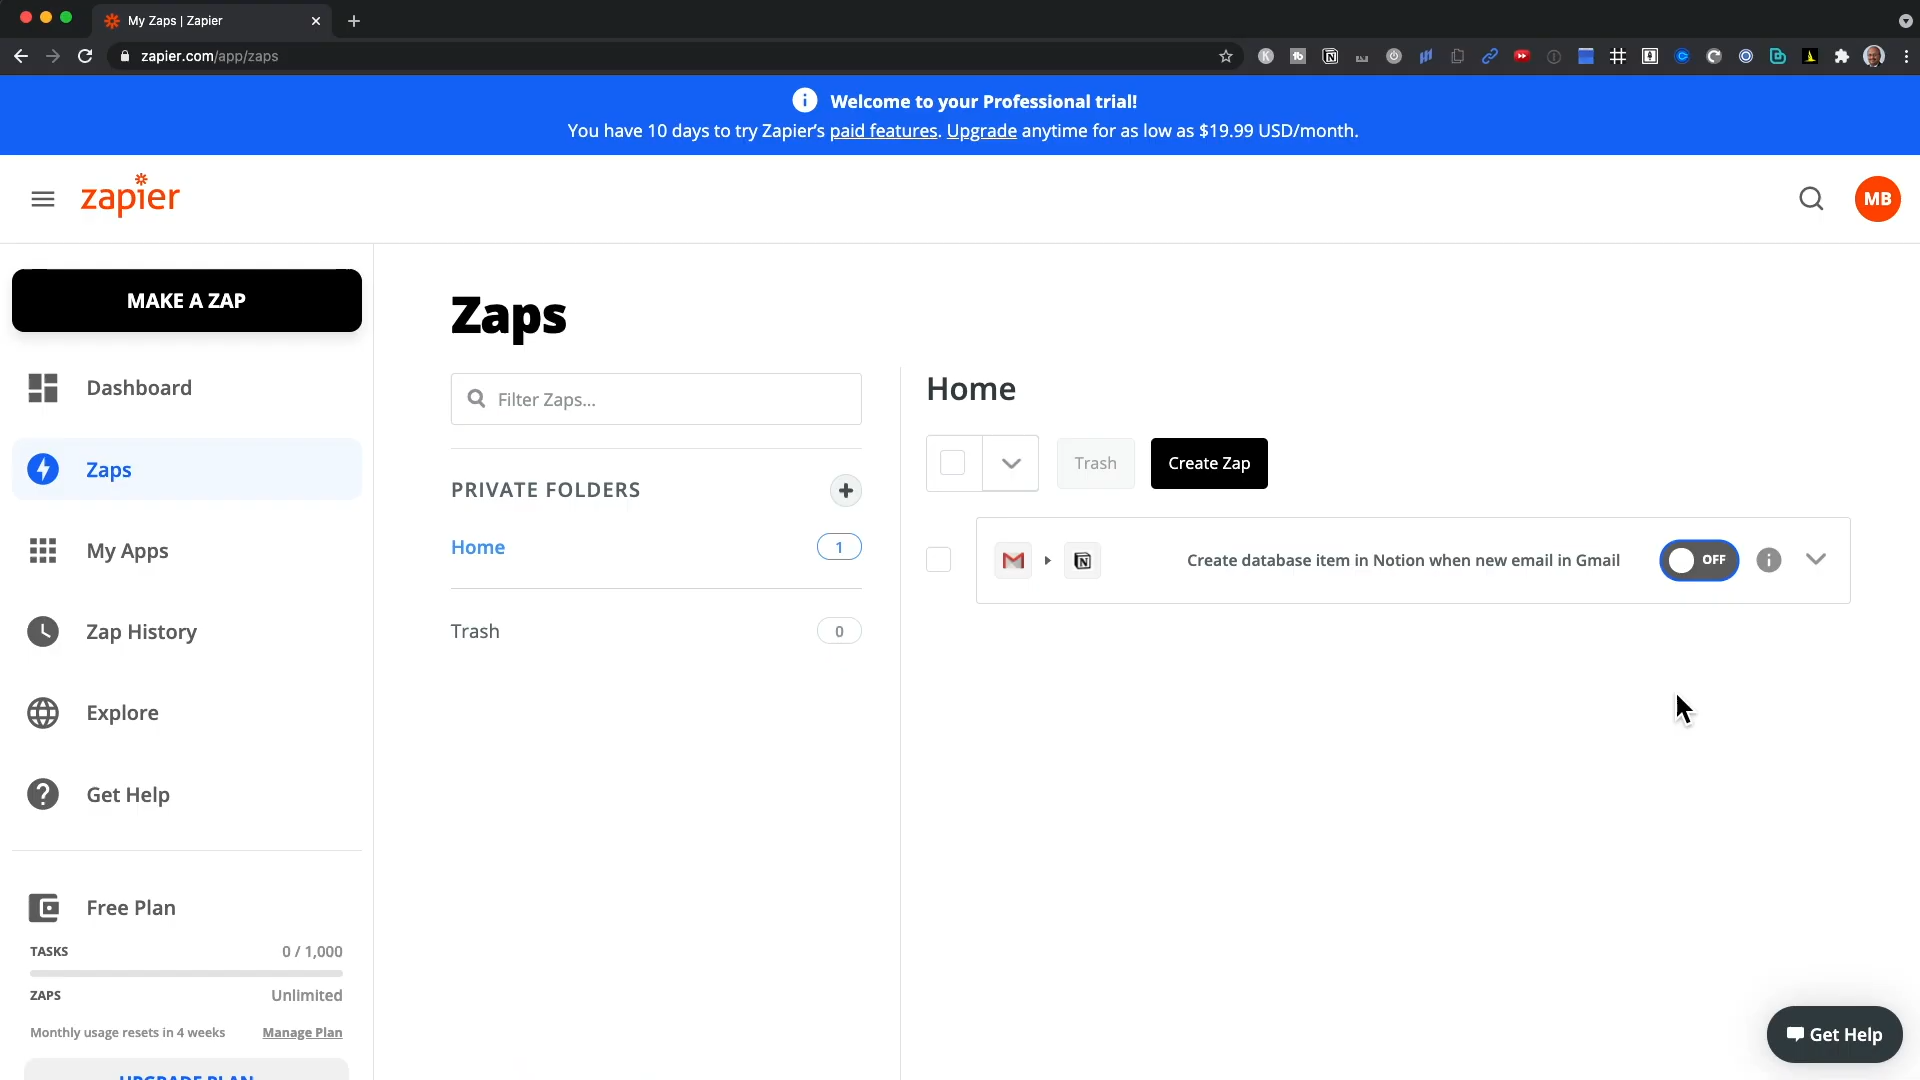 My Zaps | Zapier
zapier.com/app/zaps
Welcome to your Professional trial!
You have 10 days to try Zapier's paid features. Upgrade anytime for as low as $19.99 USD/month.
zapier
MB
MAKE A ZAP
Dashboard
Zaps
My Apps
Zap History
Explore
Get Help
Free Plan
TASKS 0 / 1,000
ZAPS Unlimited
Monthly usage resets in 4 weeks Manage Plan
UPGRADE PLAN
Zaps
Filter Zaps...
PRIVATE FOLDERS
Home 1
Trash 0
Home
Trash Create Zap
Create database item in Notion when new email in Gmail OFF
Get Help